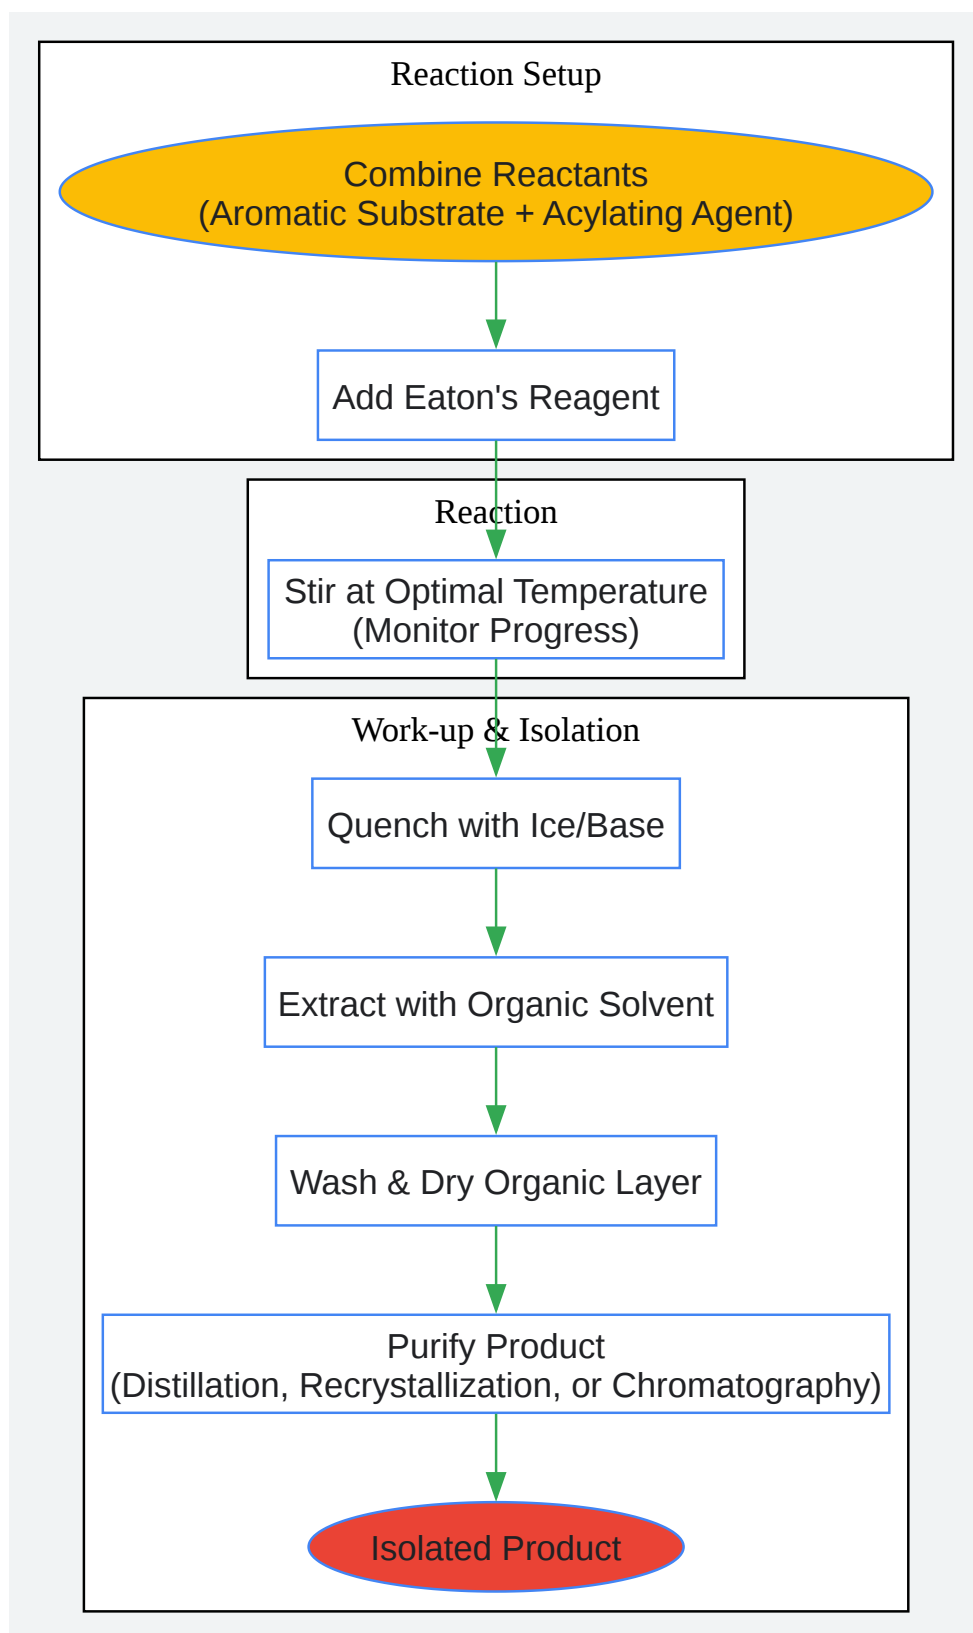 Reaction Setup
Combine Reactants
(Aromatic Substrate + Acylating Agent)
Add Eaton's Reagent
Reaction
Stir at Optimal Temperature
(Monitor Progress)
Work-up & Isolation
Quench with Ice/Base
Extract with Organic Solvent
Wash & Dry Organic Layer
Purify Product
(Distillation, Recrystallization, or Chromatography)
Isolated Product